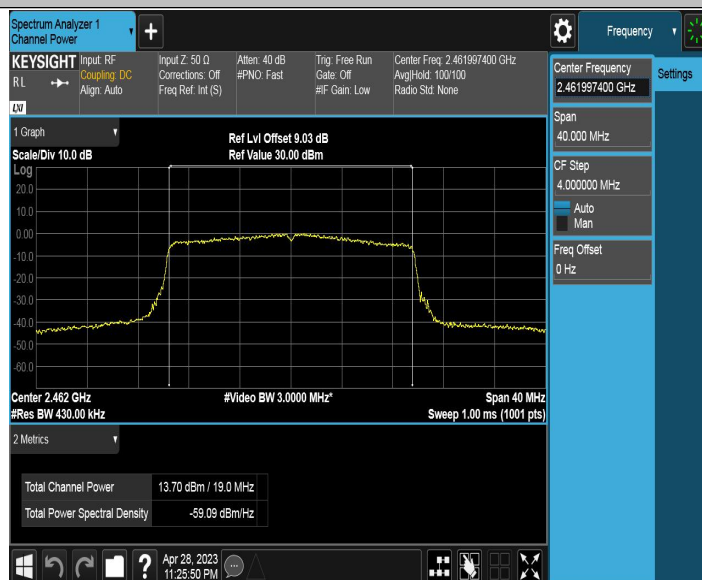 Spectrum Analyzer 1
Channel Power
+
Frequency
KEYSIGHT
Input: RF
Coupling: DC
Align: Auto
R L
LXI
Input Z: 50 Ω
Corrections: Off
Freq Ref: Int (S)
Atten: 40 dB
#PNO: Fast
Trig: Free Run
Gate: Off
#IF Gain: Low
Center Freq: 2.461997400 GHz
Avg|Hold: 100/100
Radio Std: None
Center Frequency
2.461997400 GHz
Settings
Span
40.000 MHz
CF Step
4.000000 MHz
Auto
Man
Freq Offset
0 Hz
1 Graph
Scale/Div 10.0 dB
Ref Lvl Offset 9.03 dB
Ref Value 30.00 dBm
Log
20.0
10.0
0.00
-10.0
-20.0
-30.0
-40.0
-50.0
-60.0
Center 2.462 GHz
#Video BW 3.0000 MHz*
Span 40 MHz
#Res BW 430.00 kHz
Sweep 1.00 ms (1001 pts)
2 Metrics
Total Channel Power 13.70 dBm / 19.0 MHz
Total Power Spectral Density -59.09 dBm/Hz
?
Apr 28, 2023
11:25:50 PM